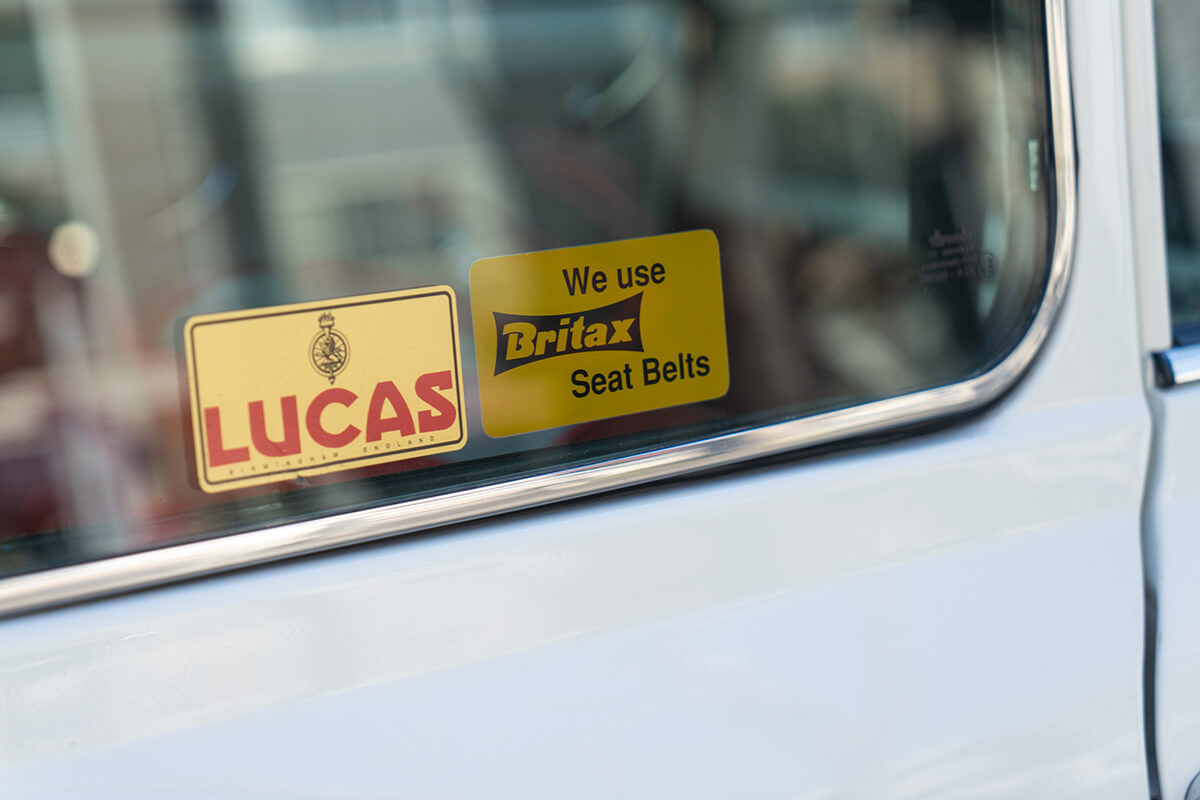 LUCAS
BIRMINGHAM ENGLAND
We use
Britax
Seat Belts